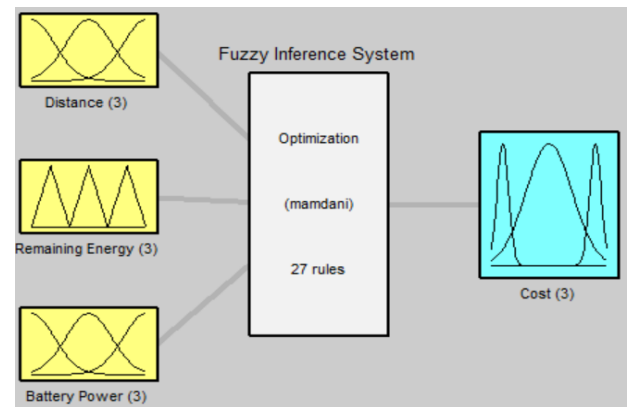 Fuzzy Inference System
Distance (3)
Optimization
(mamdani)
27 rules
Remaining Energy (3)
Battery Power (3)
Cost (3)